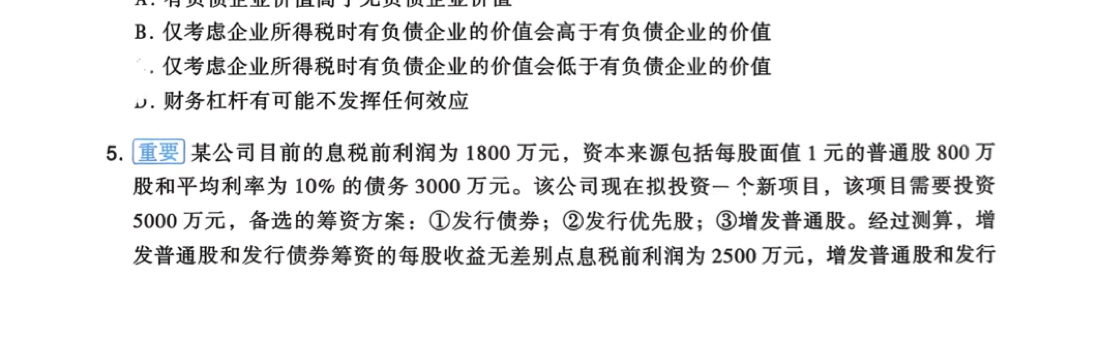 B. 仅考虑企业所得税时有负债企业的价值会高于有负债企业的价值
. 仅考虑企业所得税时有负债企业的价值会低于有负债企业的价值
D. 财务杠杆有可能不发挥任何效应
5. 重要 某公司目前的息税前利润为 1800 万元，资本来源包括每股面值 1 元的普通股 800 万
股和平均利率为 10% 的债务 3000 万元。该公司现在拟投资一个新项目，该项目需要投资
5000 万元，备选的筹资方案：①发行债券；②发行优先股；③增发普通股。经过测算，增
发普通股和发行债券筹资的每股收益无差别点息税前利润为 2500 万元，增发普通股和发行